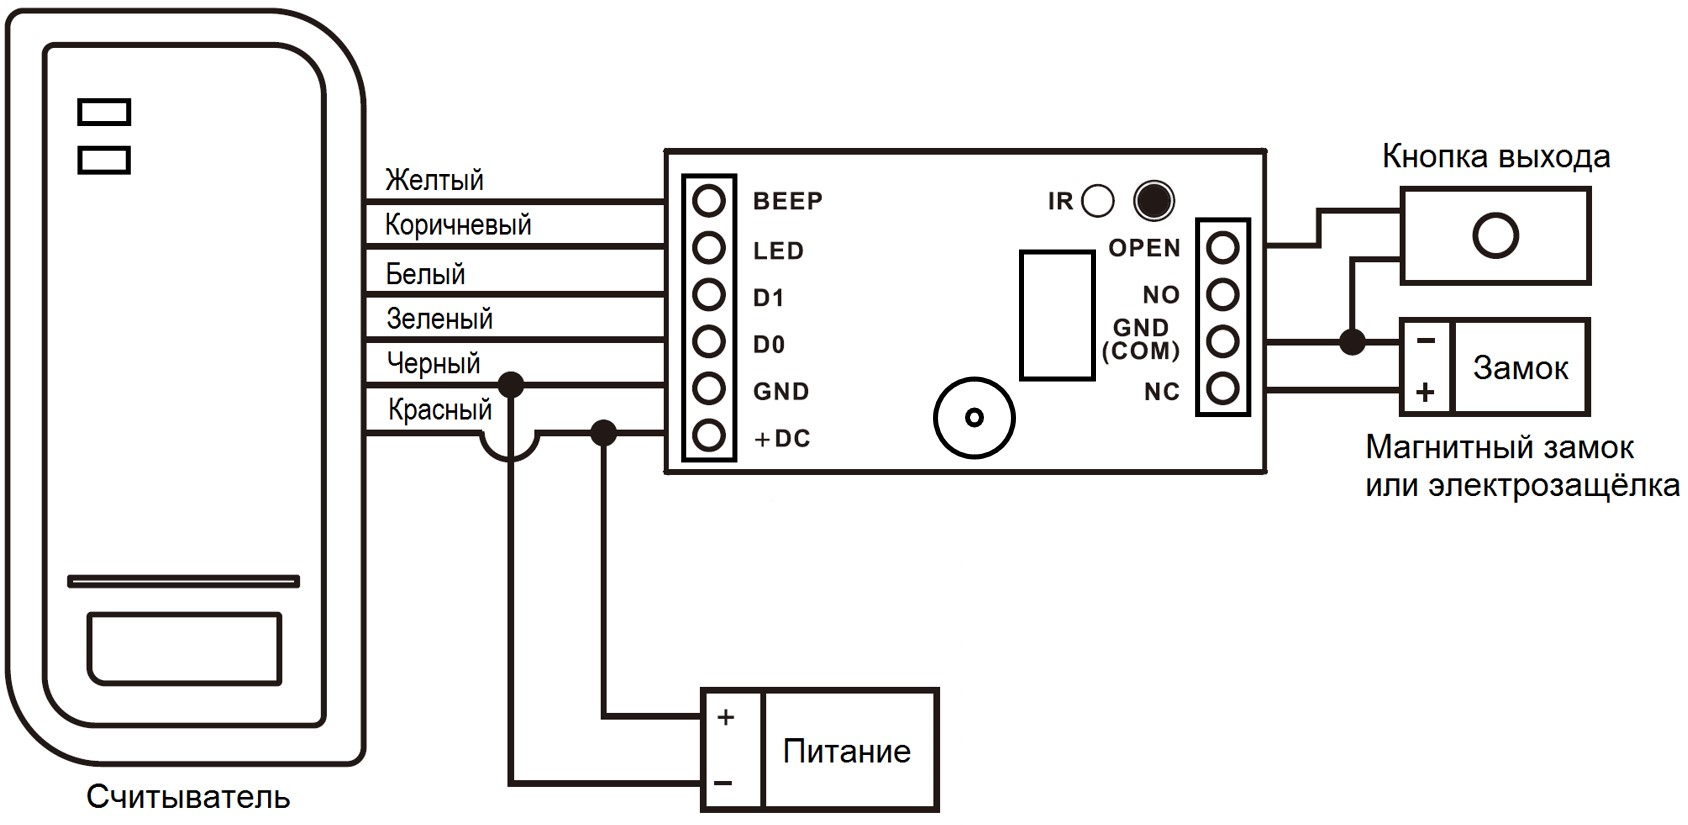 Желтый
Коричневый
Белый
Зеленый
Черный
Красный
Считыватель
BEEP
LED
D1
D0
GND
+DC
IR
OPEN
NO
GND
(COM)
NC
Кнопка выхода
−
+
Замок
Магнитный замок
или электрозащёлка
+
−
Питание